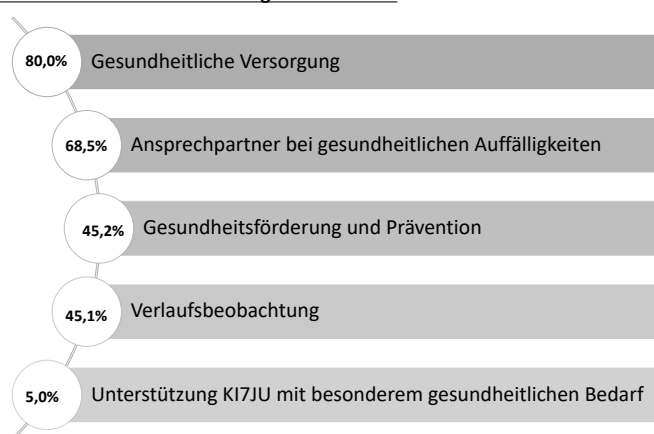 80,0% Gesundheitliche Versorgung
68,5% Ansprechpartner bei gesundheitlichen Auffälligkeiten
45,2% Gesundheitsförderung und Prävention
45,1% Verlaufsbeobachtung
5,0% Unterstützung KI7JU mit besonderem gesundheitlichen Bedarf